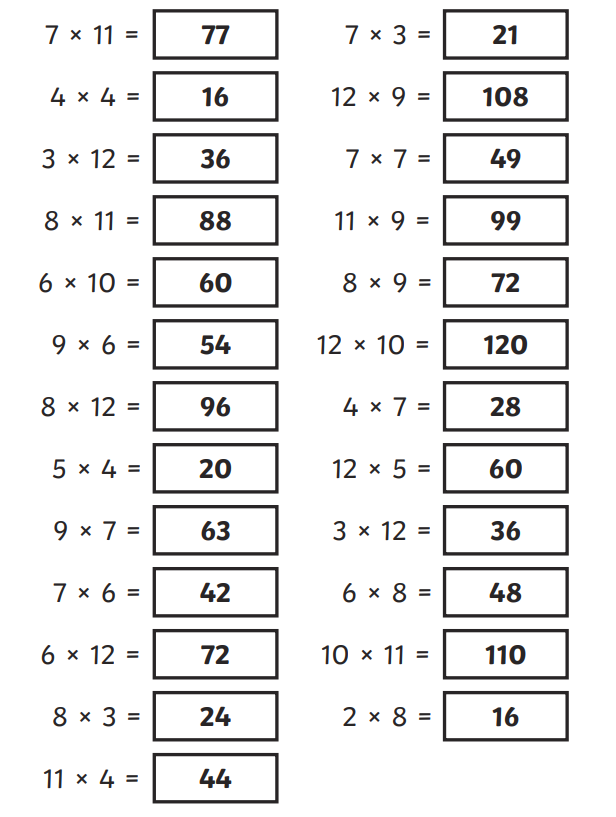 7 × 11 = 77
4 × 4 = 16
3 × 12 = 36
8 × 11 = 88
6 × 10 = 60
9 × 6 = 54
8 × 12 = 96
5 × 4 = 20
9 × 7 = 63
7 × 6 = 42
6 × 12 = 72
8 × 3 = 24
11 × 4 = 44
7 × 3 = 21
12 × 9 = 108
7 × 7 = 49
11 × 9 = 99
8 × 9 = 72
12 × 10 = 120
4 × 7 = 28
12 × 5 = 60
3 × 12 = 36
6 × 8 = 48
10 × 11 = 110
2 × 8 = 16